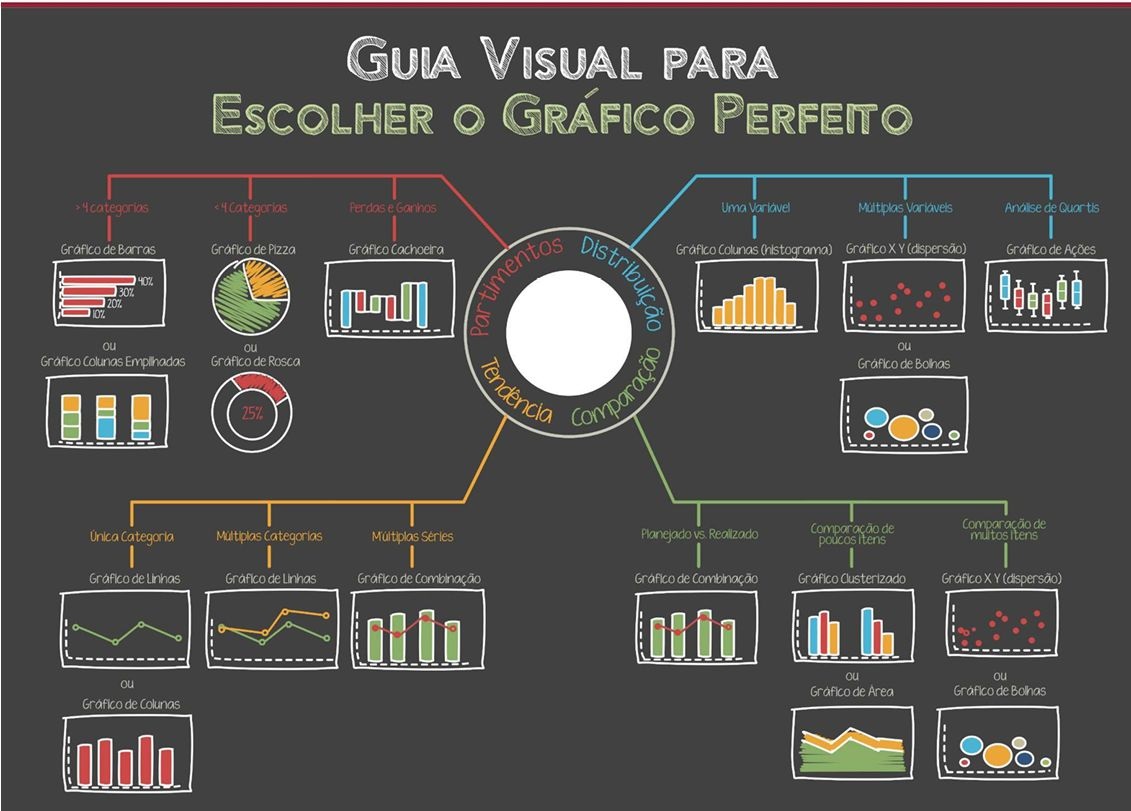 GUIA VISUAL PARA
ESCOLHER O GRÁFICO PERFEITO
Partimentos
> 4 categorias
Gráfico de Barras
40%
30%
20%
10%
ou
Gráfico Colunas Empilhadas
< 4 Categorias
Gráfico de Pizza
ou
Gráfico de Rosca
25%
Perdas e Ganhos
Gráfico Cachoeira
Distribuição
Uma Variável
Gráfico Colunas (histograma)
Múltiplas Variáveis
Gráfico X Y (dispersão)
ou
Gráfico de Bolhas
Análise de Quartis
Gráfico de Ações
Tendência
Única Categoria
Gráfico de Linhas
ou
Gráfico de Colunas
Múltiplas Categorias
Gráfico de Linhas
Múltiplas Séries
Gráfico de Combinação
Comparação
Planejado vs. Realizado
Gráfico de Combinação
Comparação de
poucos itens
Gráfico Clusterizado
ou
Gráfico de Área
Comparação de
muitos itens
Gráfico X Y (dispersão)
ou
Gráfico de Bolhas